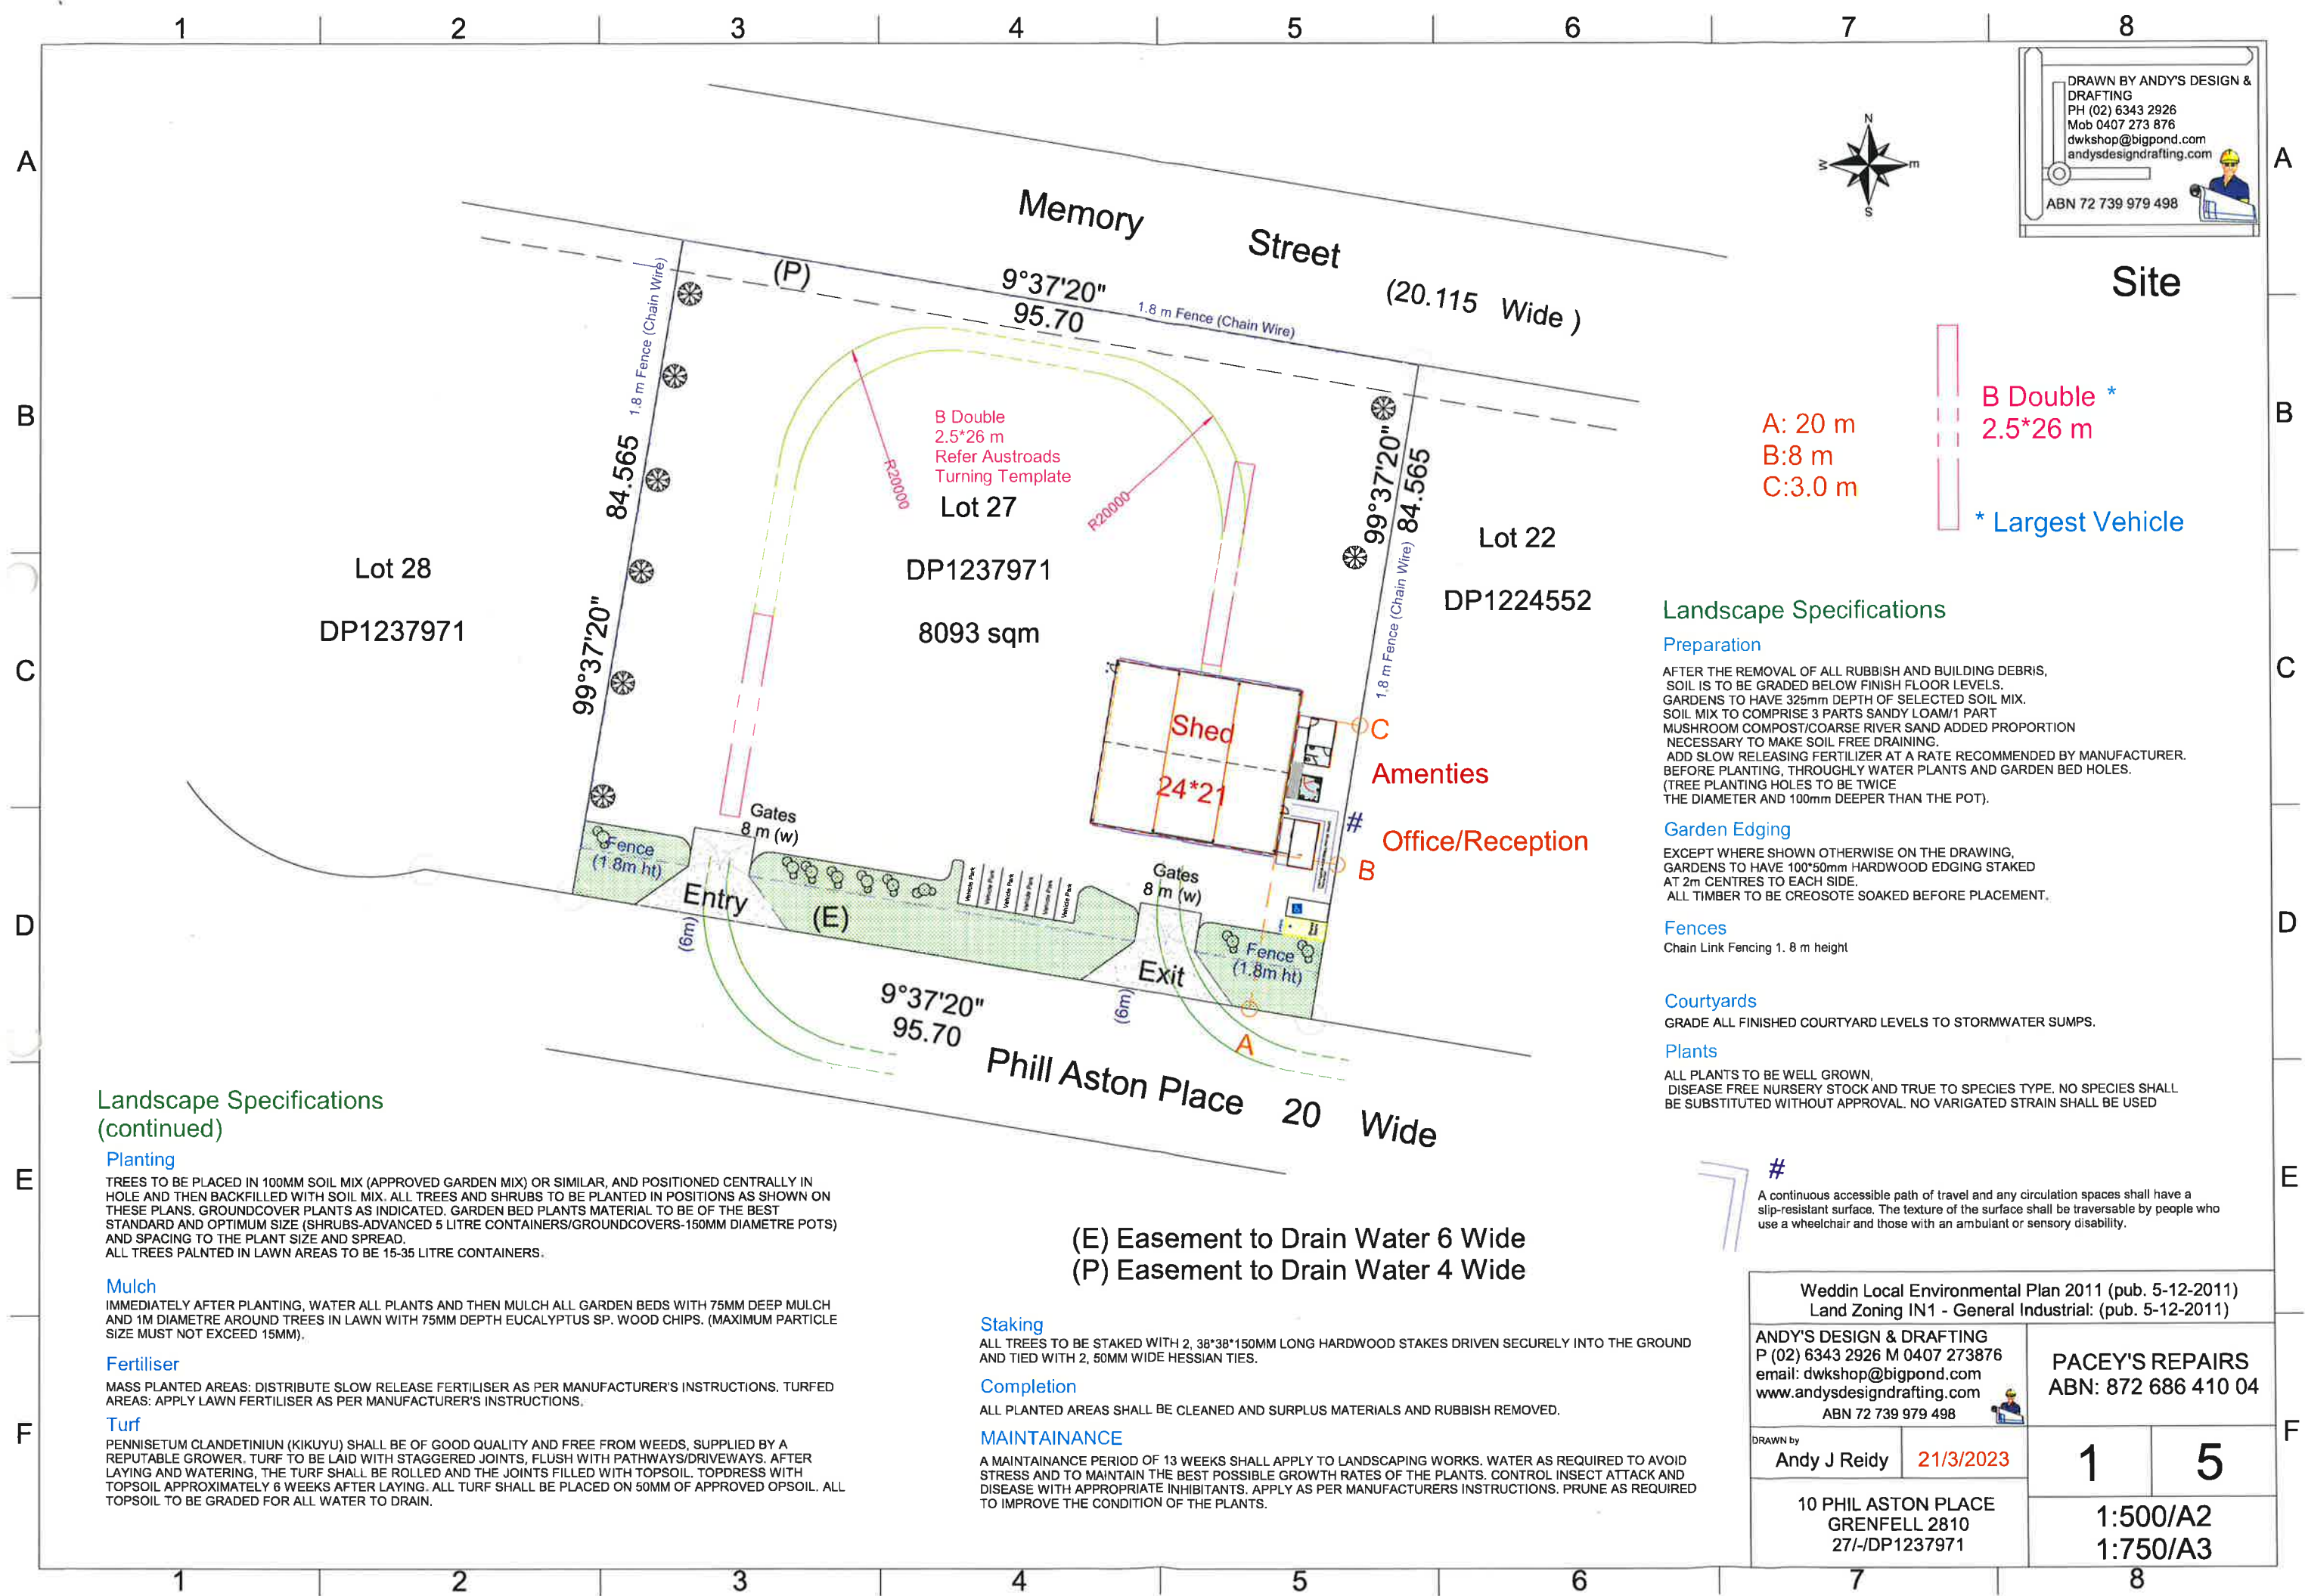 1 2 3 4 5 6 7 8
A
B
C
D
E
F
A
B
C
D
E
F
1 2 3 4 5 6 7 8
DRAWN BY ANDY'S DESIGN &
DRAFTING
PH (02) 6343 2926
Mob 0407 273 876
dwkshop@bigpond.com
andysdesigndrafting.com
ABN 72 739 979 498
N
E
S
W
Site
Memory Street (20.115 Wide )
(P)
9°37'20"
95.70
1.8 m Fence (Chain Wire)
1.8 m Fence (Chain Wire)
84.565
99°37'20"
B Double
2.5*26 m
Refer Austroads
Turning Template
R20000
R20000
Lot 27
DP1237971
8093 sqm
Lot 28
DP1237971
99°37'20"
84.565
1.8 m Fence (Chain Wire)
Lot 22
DP1224552
A: 20 m
B:8 m
C:3.0 m
B Double *
2.5*26 m
* Largest Vehicle
Shed
24*21
C
Amenties
#
Office/Reception
B
Gates
8 m (w)
Fence
(1.8m ht)
Entry
(6m)
(E)
Vehicle Park
Vehicle Park
Vehicle Park
Vehicle Park
Vehicle Park
Vehicle Park
Gates
8 m (w)
Exit
(6m)
Fence
(1.8m ht)
A
9°37'20"
95.70
Phill Aston Place 20 Wide
Landscape Specifications
Preparation
AFTER THE REMOVAL OF ALL RUBBISH AND BUILDING DEBRIS,
SOIL IS TO BE GRADED BELOW FINISH FLOOR LEVELS.
GARDENS TO HAVE 325mm DEPTH OF SELECTED SOIL MIX.
SOIL MIX TO COMPRISE 3 PARTS SANDY LOAM/1 PART
MUSHROOM COMPOST/COARSE RIVER SAND ADDED PROPORTION
NECESSARY TO MAKE SOIL FREE DRAINING.
ADD SLOW RELEASING FERTILIZER AT A RATE RECOMMENDED BY MANUFACTURER.
BEFORE PLANTING, THROUGHLY WATER PLANTS AND GARDEN BED HOLES.
(TREE PLANTING HOLES TO BE TWICE
THE DIAMETER AND 100mm DEEPER THAN THE POT).
Garden Edging
EXCEPT WHERE SHOWN OTHERWISE ON THE DRAWING,
GARDENS TO HAVE 100*50mm HARDWOOD EDGING STAKED
AT 2m CENTRES TO EACH SIDE.
ALL TIMBER TO BE CREOSOTE SOAKED BEFORE PLACEMENT.
Fences
Chain Link Fencing 1. 8 m height
Courtyards
GRADE ALL FINISHED COURTYARD LEVELS TO STORMWATER SUMPS.
Plants
ALL PLANTS TO BE WELL GROWN,
DISEASE FREE NURSERY STOCK AND TRUE TO SPECIES TYPE. NO SPECIES SHALL
BE SUBSTITUTED WITHOUT APPROVAL. NO VARIGATED STRAIN SHALL BE USED
#
A continuous accessible path of travel and any circulation spaces shall have a
slip-resistant surface. The texture of the surface shall be traversable by people who
use a wheelchair and those with an ambulant or sensory disability.
Landscape Specifications
(continued)
Planting
TREES TO BE PLACED IN 100MM SOIL MIX (APPROVED GARDEN MIX) OR SIMILAR, AND POSITIONED CENTRALLY IN
HOLE AND THEN BACKFILLED WITH SOIL MIX. ALL TREES AND SHRUBS TO BE PLANTED IN POSITIONS AS SHOWN ON
THESE PLANS. GROUNDCOVER PLANTS AS INDICATED. GARDEN BED PLANTS MATERIAL TO BE OF THE BEST
STANDARD AND OPTIMUM SIZE (SHRUBS-ADVANCED 5 LITRE CONTAINERS/GROUNDCOVERS-150MM DIAMETRE POTS)
AND SPACING TO THE PLANT SIZE AND SPREAD.
ALL TREES PALNTED IN LAWN AREAS TO BE 15-35 LITRE CONTAINERS.
Mulch
IMMEDIATELY AFTER PLANTING, WATER ALL PLANTS AND THEN MULCH ALL GARDEN BEDS WITH 75MM DEEP MULCH
AND 1M DIAMETRE AROUND TREES IN LAWN WITH 75MM DEPTH EUCALYPTUS SP. WOOD CHIPS. (MAXIMUM PARTICLE
SIZE MUST NOT EXCEED 15MM).
Fertiliser
MASS PLANTED AREAS: DISTRIBUTE SLOW RELEASE FERTILISER AS PER MANUFACTURER'S INSTRUCTIONS. TURFED
AREAS: APPLY LAWN FERTILISER AS PER MANUFACTURER'S INSTRUCTIONS.
Turf
PENNISETUM CLANDETINIUN (KIKUYU) SHALL BE OF GOOD QUALITY AND FREE FROM WEEDS, SUPPLIED BY A
REPUTABLE GROWER. TURF TO BE LAID WITH STAGGERED JOINTS, FLUSH WITH PATHWAYS/DRIVEWAYS. AFTER
LAYING AND WATERING, THE TURF SHALL BE ROLLED AND THE JOINTS FILLED WITH TOPSOIL. TOPDRESS WITH
TOPSOIL APPROXIMATELY 6 WEEKS AFTER LAYING. ALL TURF SHALL BE PLACED ON 50MM OF APPROVED OPSOIL. ALL
TOPSOIL TO BE GRADED FOR ALL WATER TO DRAIN.
(E) Easement to Drain Water 6 Wide
(P) Easement to Drain Water 4 Wide
Staking
ALL TREES TO BE STAKED WITH 2, 38*38*150MM LONG HARDWOOD STAKES DRIVEN SECURELY INTO THE GROUND
AND TIED WITH 2, 50MM WIDE HESSIAN TIES.
Completion
ALL PLANTED AREAS SHALL BE CLEANED AND SURPLUS MATERIALS AND RUBBISH REMOVED.
MAINTAINANCE
A MAINTAINANCE PERIOD OF 13 WEEKS SHALL APPLY TO LANDSCAPING WORKS. WATER AS REQUIRED TO AVOID
STRESS AND TO MAINTAIN THE BEST POSSIBLE GROWTH RATES OF THE PLANTS. CONTROL INSECT ATTACK AND
DISEASE WITH APPROPRIATE INHIBITANTS. APPLY AS PER MANUFACTURERS INSTRUCTIONS. PRUNE AS REQUIRED
TO IMPROVE THE CONDITION OF THE PLANTS.
Weddin Local Environmental Plan 2011 (pub. 5-12-2011)
Land Zoning IN1 - General Industrial: (pub. 5-12-2011)
ANDY'S DESIGN & DRAFTING
P (02) 6343 2926 M 0407 273876
email: dwkshop@bigpond.com
www.andysdesigndrafting.com
ABN 72 739 979 498
PACEY'S REPAIRS
ABN: 872 686 410 04
DRAWN by
Andy J Reidy
21/3/2023
1
5
10 PHIL ASTON PLACE
GRENFELL 2810
27/-/DP1237971
1:500/A2
1:750/A3